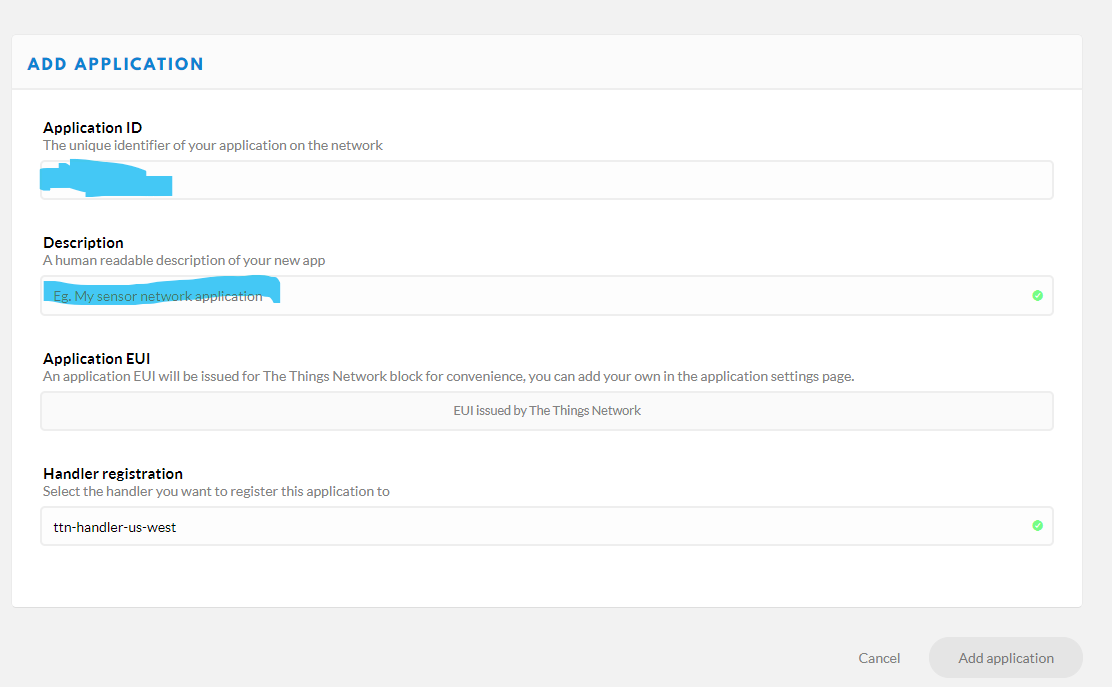 ADD APPLICATION
Application ID
The unique identifier of your application on the network
Description
A human readable description of your new app
Eg. My sensor network application
Application EUI
An application EUI will be issued for The Things Network block for convenience, you can add your own in the application settings page.
EUI issued by The Things Network
Handler registration
Select the handler you want to register this application to
ttn-handler-us-west
Cancel
Add application